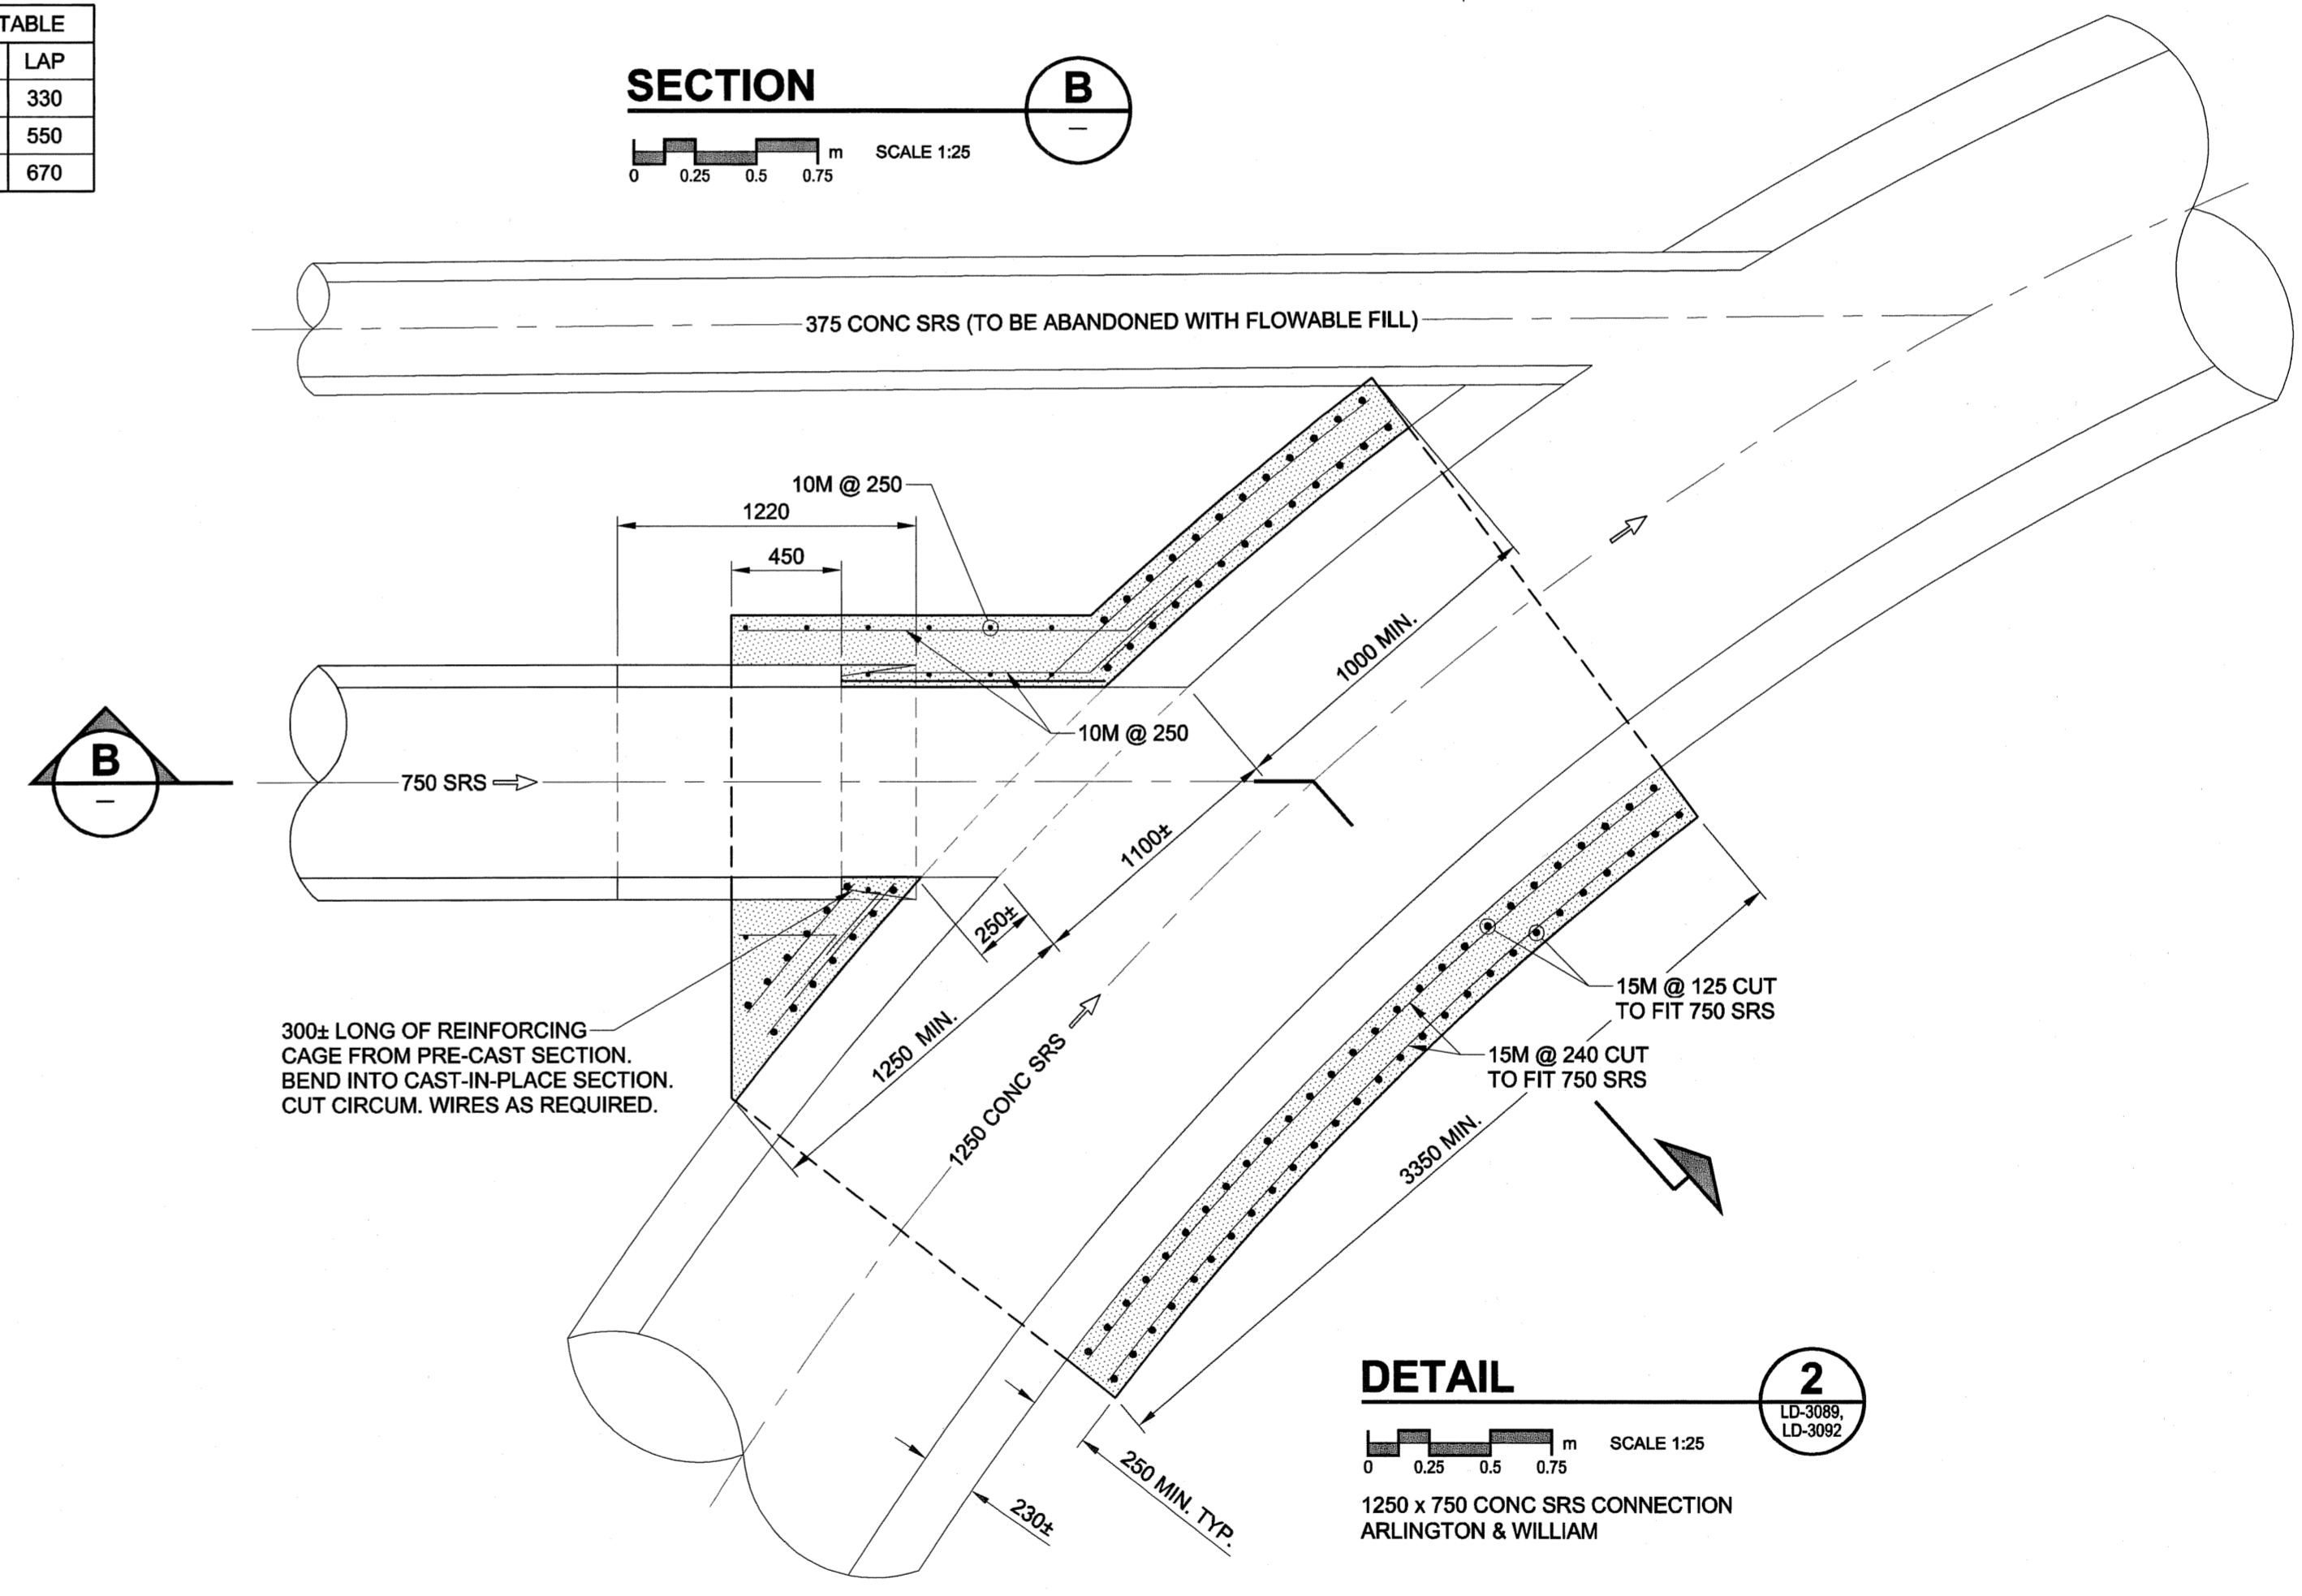 TABLE
LAP
330
550
670
SECTION
B
–
m
SCALE 1:25
0 0.25 0.5 0.75
375 CONC SRS (TO BE ABANDONED WITH FLOWABLE FILL)
10M @ 250
1220
450
1000 MIN.
10M @ 250
B
–
750 SRS
1100±
250±
1250 MIN.
1250 CONC SRS
300± LONG OF REINFORCING
CAGE FROM PRE-CAST SECTION.
BEND INTO CAST-IN-PLACE SECTION.
CUT CIRCUM. WIRES AS REQUIRED.
15M @ 125 CUT
TO FIT 750 SRS
15M @ 240 CUT
TO FIT 750 SRS
3350 MIN.
250 MIN. TYP.
230±
DETAIL
2
LD-3089,
LD-3092
m
SCALE 1:25
0 0.25 0.5 0.75
1250 x 750 CONC SRS CONNECTION
ARLINGTON & WILLIAM